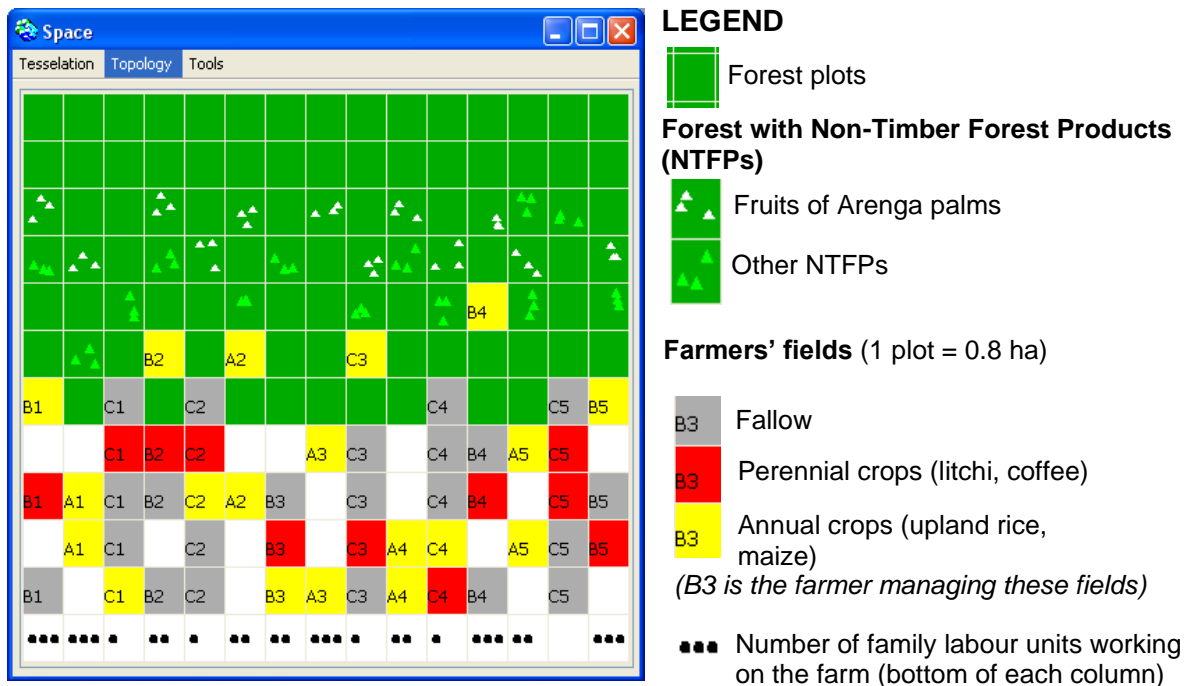 Space
Tesselation Topology Tools
B4
B2 A2 C3
B1 C1 C2 C4 C5 B5
C1 B2 C2 A3 C3 C4 B4 A5 C5
B1 A1 C1 B2 C2 A2 B3 C3 C4 B4 C5 B5
A1 C1 C2 B3 C3 A4 C4 A5 C5 B5
B1 C1 B2 C2 B3 A3 C3 A4 C4 B4 C5
LEGEND
Forest plots
Forest with Non-Timber Forest Products
(NTFPs)
Fruits of Arenga palms
Other NTFPs
Farmers’ fields (1 plot = 0.8 ha)
B3 Fallow
B3 Perennial crops (litchi, coffee)
B3 Annual crops (upland rice,
maize)
(B3 is the farmer managing these fields)
Number of family labour units working
on the farm (bottom of each column)